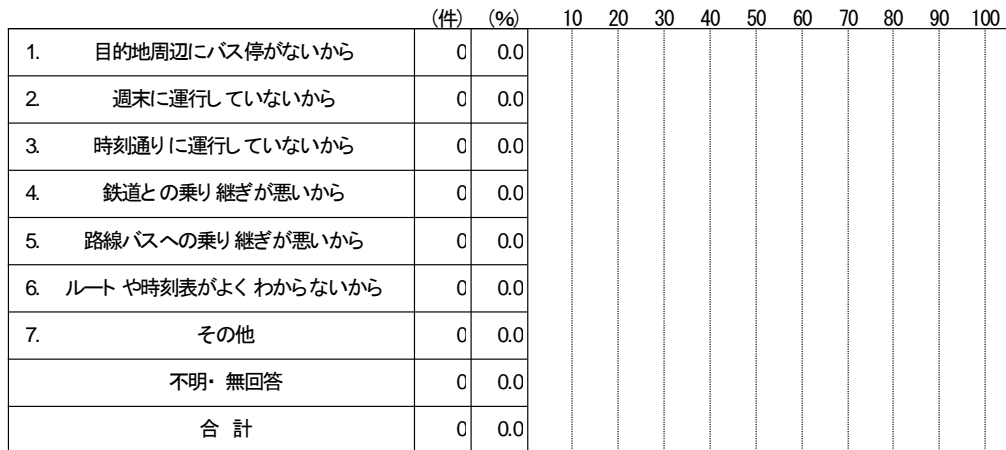 (件) (%) 10 20 30 40 50 60 70 80 90 100
1. 目的地周辺にバス停がないから 0 0.0
2. 週末に運行していないから 0 0.0
3. 時刻通りに運行していないから 0 0.0
4. 鉄道との乗り継ぎが悪いから 0 0.0
5. 路線バスへの乗り継ぎが悪いから 0 0.0
6. ルートや時刻表がよくわからないから 0 0.0
7. その他 0 0.0
不明・無回答 0 0.0
合 計 0 0.0